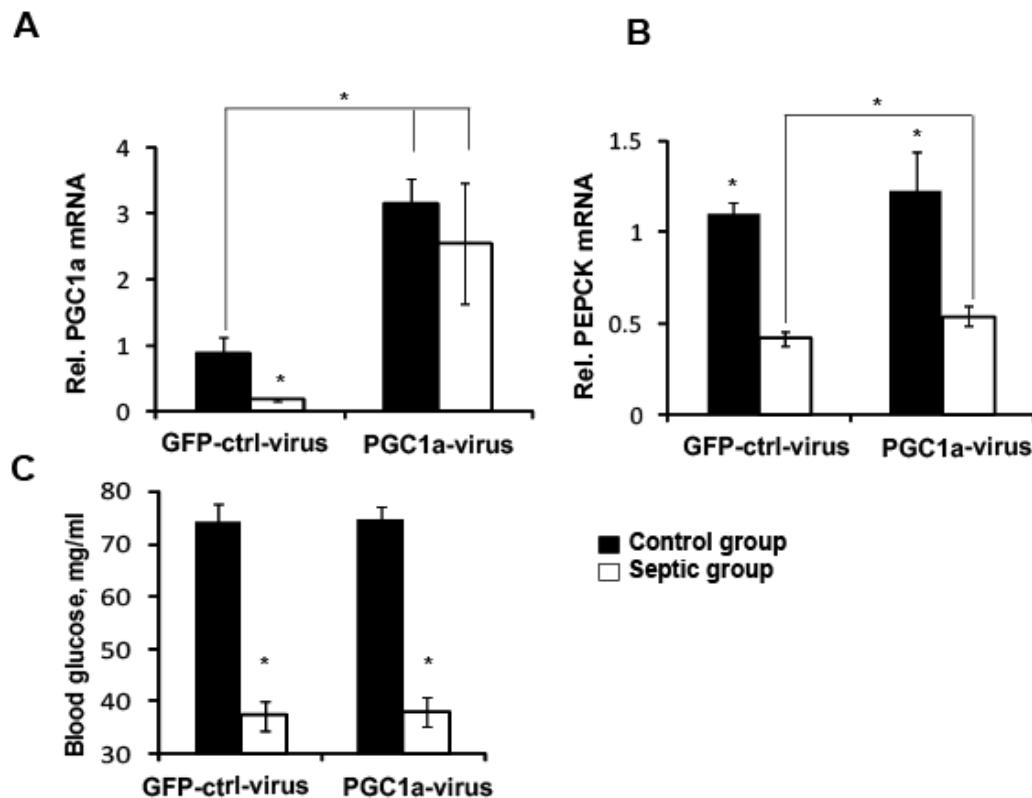 A
B
*
*
*
*
*
Rel. PGC1a mRNA
4
3
2
1
0
GFP-ctrl-virus
PGC1a-virus
Rel. PEPCK mRNA
1.5
1
0.5
0
GFP-ctrl-virus
PGC1a-virus
C
Blood glucose, mg/ml
80
70
60
50
40
30
*
*
GFP-ctrl-virus
PGC1a-virus
Control group
Septic group